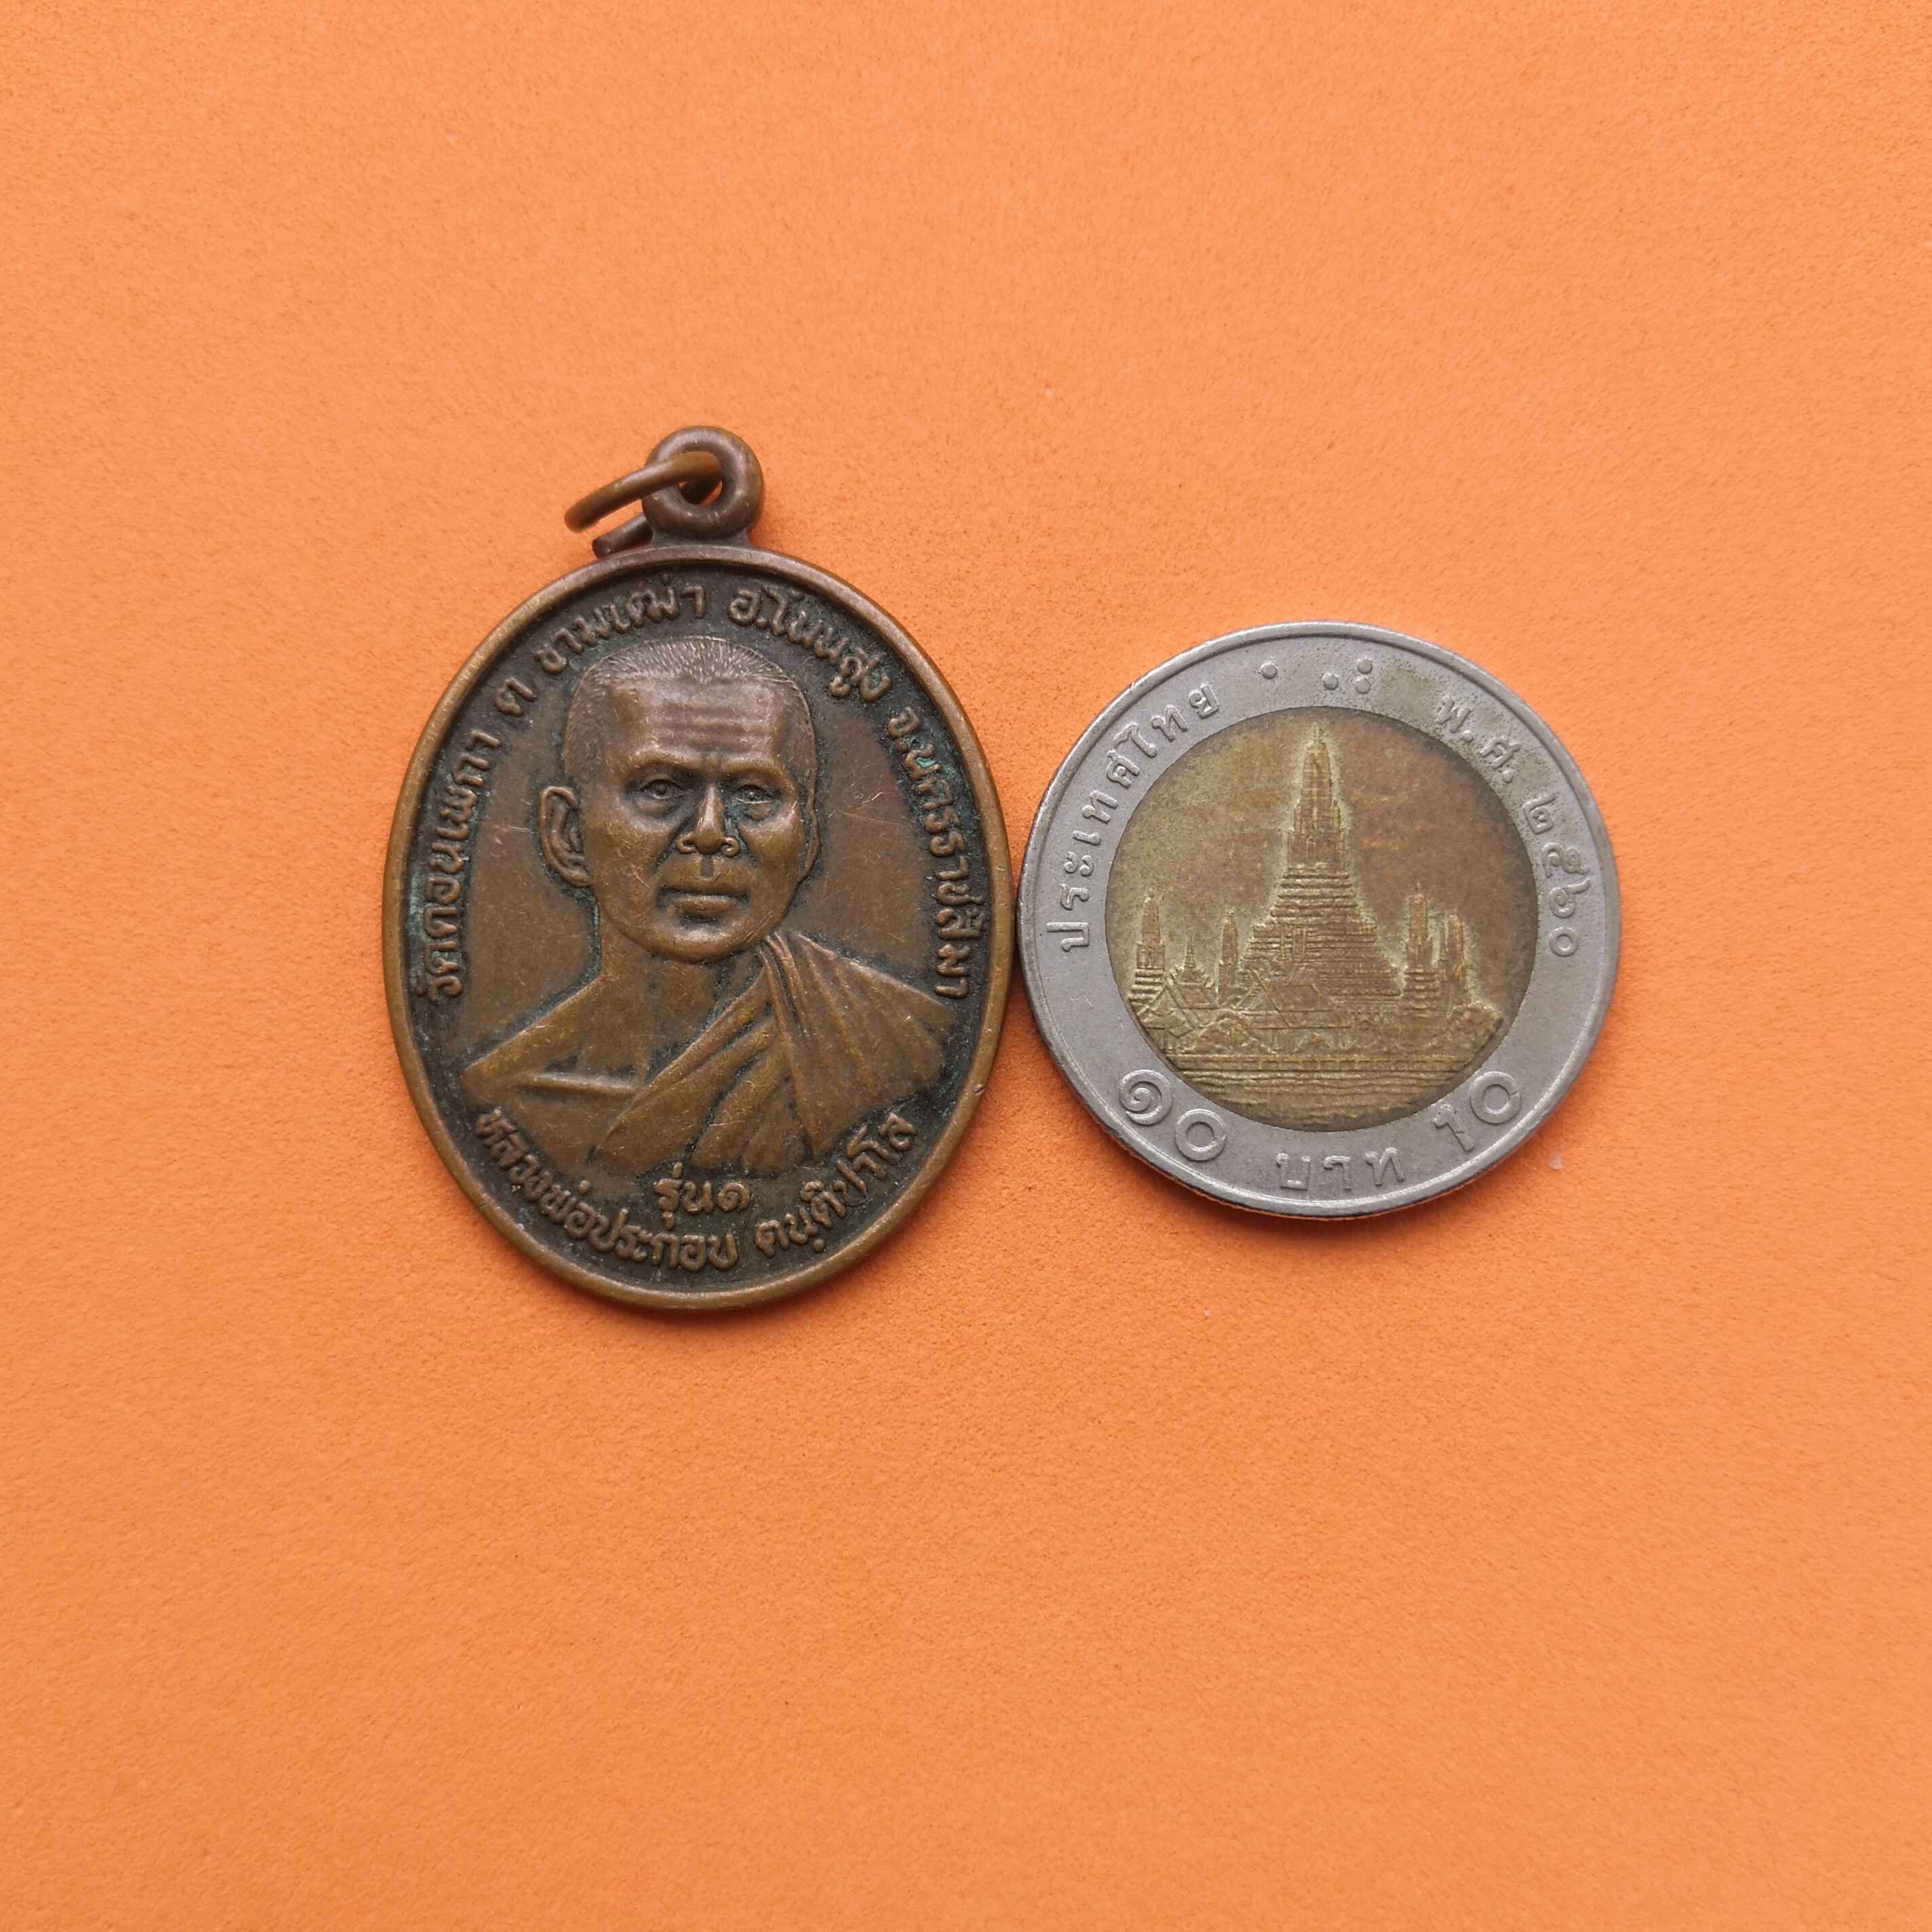 วัดดอนเพกา ต ขามเฒ่า อ.โนนสูง จ.นครราชสีมา
รุ่น๑
หลวงพ่อประกอบ ตนฺติปาโล
ประเทศไทย พ.ศ. ๒๕๖๐
๑๐ บาท 10